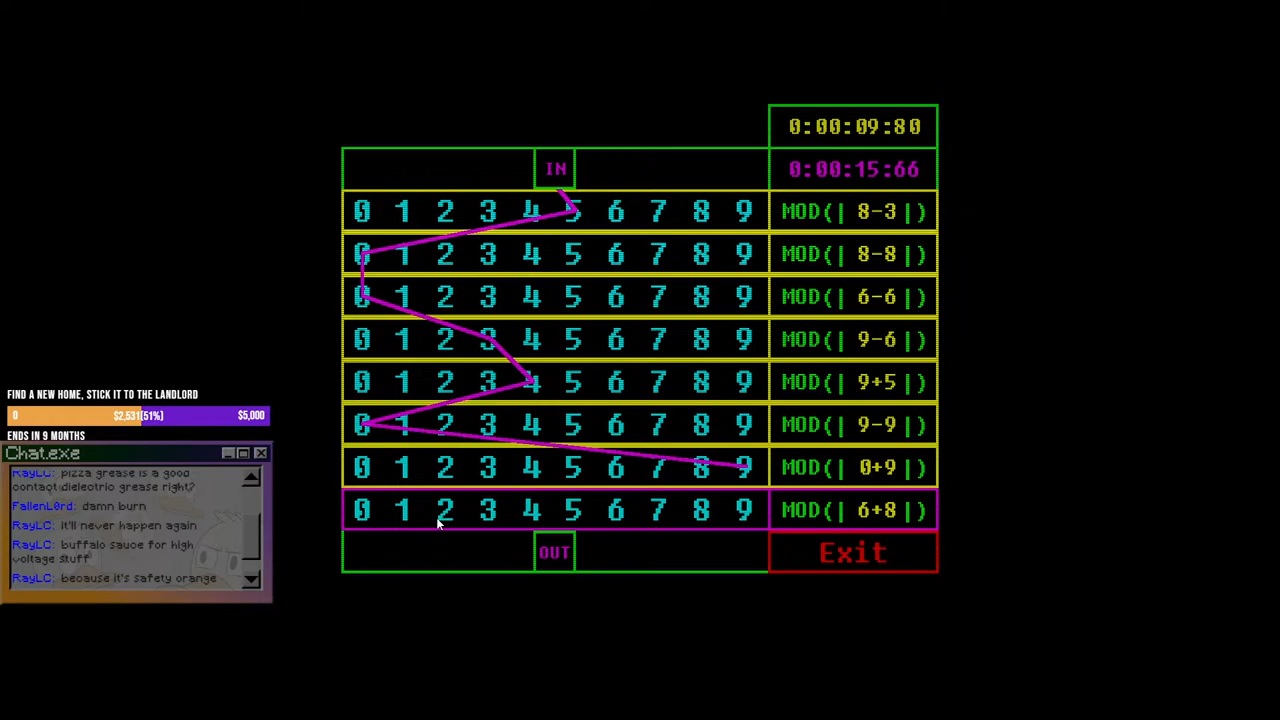 0:00:09:80
IN
0:00:15:66
0 1 2 3 4 5 6 7 8 9 MOD(| 8-3 |)
0 1 2 3 4 5 6 7 8 9 MOD(| 8-8 |)
0 1 2 3 4 5 6 7 8 9 MOD(| 6-6 |)
0 1 2 3 4 5 6 7 8 9 MOD(| 9-6 |)
0 1 2 3 4 5 6 7 8 9 MOD(| 9+5 |)
0 1 2 3 4 5 6 7 8 9 MOD(| 9-9 |)
0 1 2 3 4 5 6 7 8 9 MOD(| 0+9 |)
0 1 2 3 4 5 6 7 8 9 MOD(| 6+8 |)
OUT
Exit
FIND A NEW HOME, STICK IT TO THE LANDLORD
0 $2,531(51%) $5,000
ENDS IN 9 MONTHS
Chat.exe
RayLC: pizza grease is a good
contact dielectric grease right?
FallenL0rd: damn burn
RayLC: it'll never happen again
RayLC: buffalo sauce for high
voltage stuff
RayLC: because it's safety orange